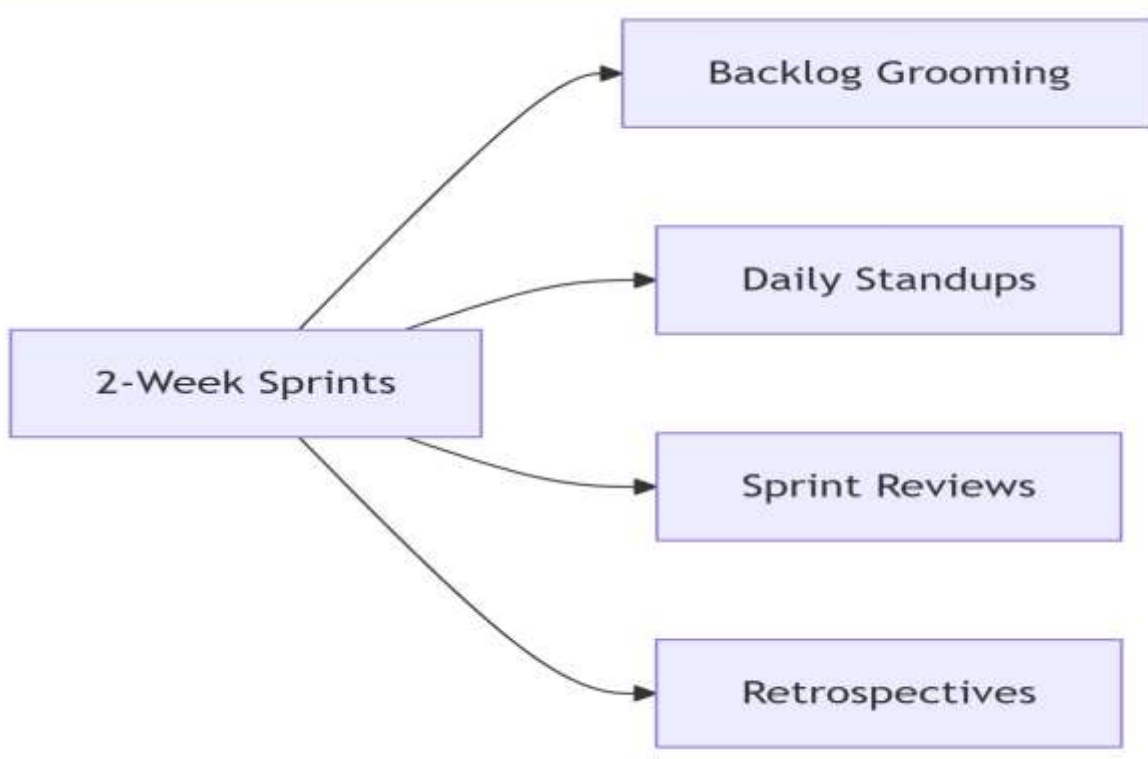 Backlog Grooming
Daily Standups
2-Week Sprints
Sprint Reviews
Retrospectives